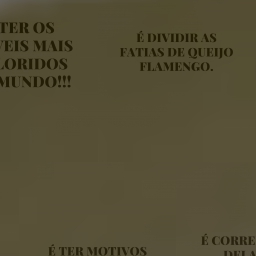 TER OS
VEIS MAIS
LORIDOS
MUNDO!!!
É DIVIDIR AS
FATIAS DE QUEIJO
FLAMENGO.
É CORRE
DELA
É TER MOTIVOS